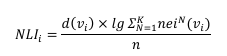 NLI_i = \frac{d(v_i) \times lg \Sigma_{N=1}^{K} nei^N(v_i)}{n}